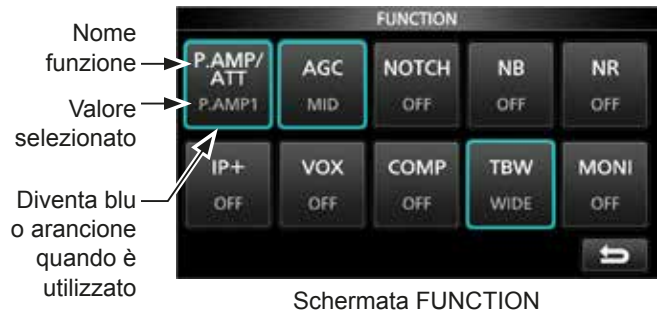 FUNCTION
Nome
funzione
Valore
selezionato
Diventa blu
o arancione
quando è
utilizzato
P.AMP/
ATT
P.AMP1
AGC
MID
NOTCH
OFF
NB
OFF
NR
OFF
IP+
OFF
VOX
OFF
COMP
OFF
TBW
WIDE
MONI
OFF
Schermata FUNCTION